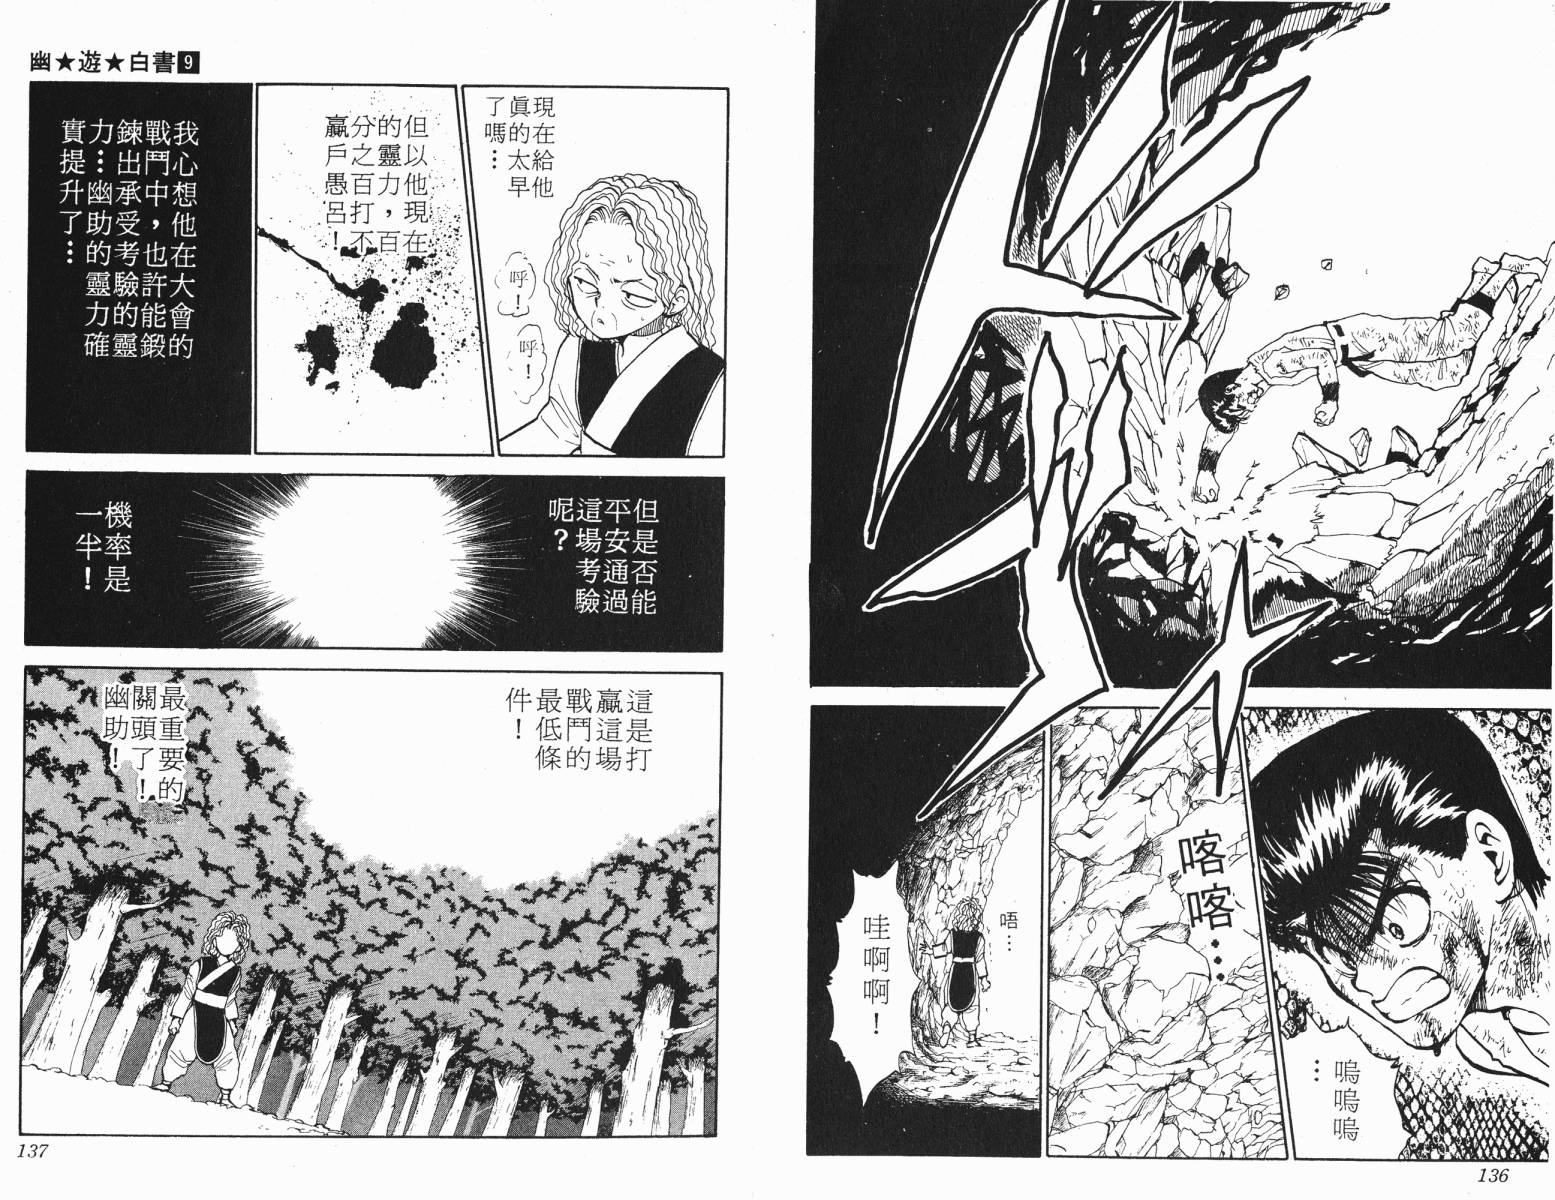 喀喀…
嗚嗚嗚
…
唔…
哇啊啊！
136
幽★遊★白書9
現在給他
真的太早
了嗎…
呼！
呼！
但以他現在
的靈力，百
分之百打不
贏戶愚呂！
我心想他在大會的
戰鬥中，也許能鍛
鍊出承受考驗的靈
力…幽助的靈力確
實提升了…
但是否能
平安通過
這場考驗
呢？
機率是
一半！
這是打
贏這場
戰鬥的
最低條
件！
最重要的
關頭了！
幽助！
137